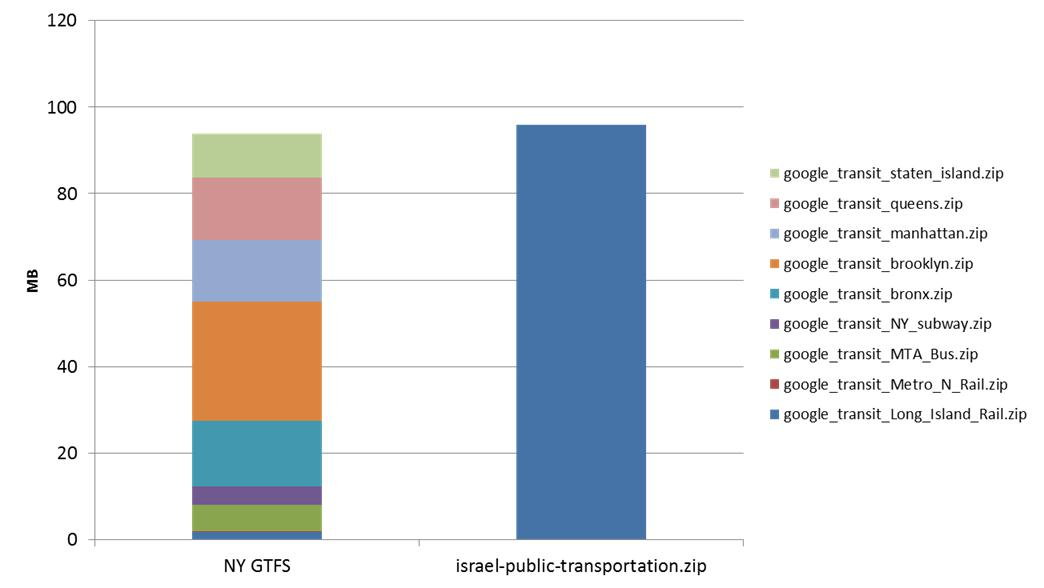 120
100
80
60
40
20
0
MB
NY GTFS
israel-public-transportation.zip
google_transit_staten_island.zip
google_transit_queens.zip
google_transit_manhattan.zip
google_transit_brooklyn.zip
google_transit_bronx.zip
google_transit_NY_subway.zip
google_transit_MTA_Bus.zip
google_transit_Metro_N_Rail.zip
google_transit_Long_Island_Rail.zip